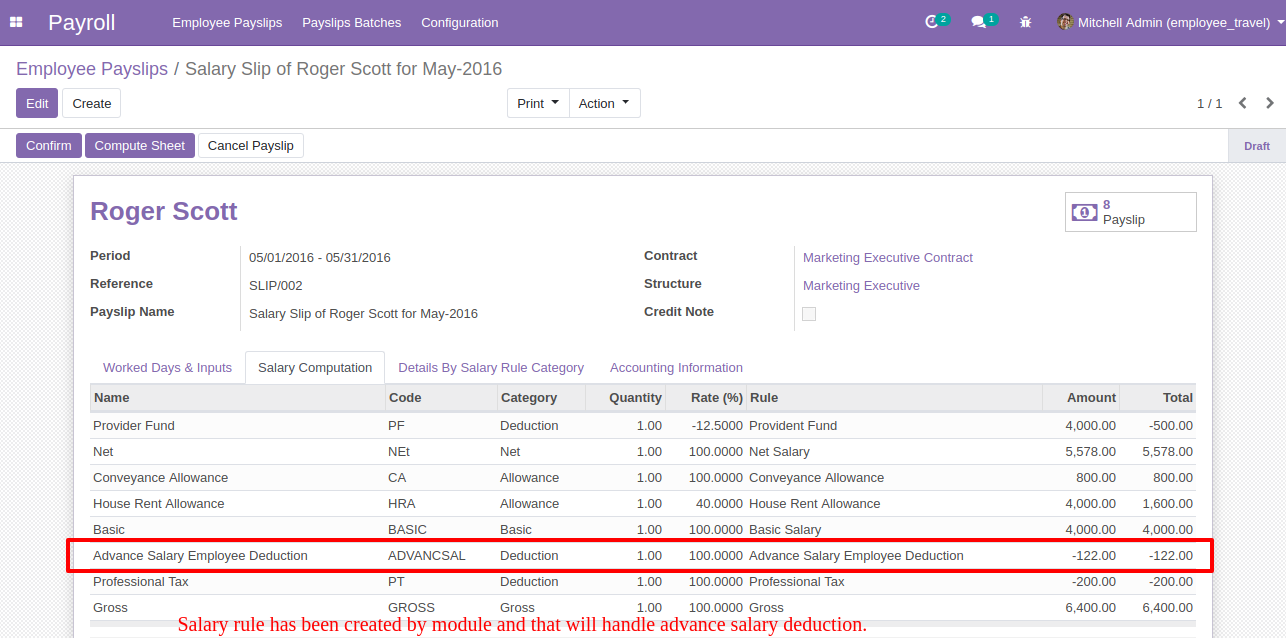 Payroll Employee Payslips Payslips Batches Configuration 2 1 Mitchell Admin (employee_travel)
Employee Payslips / Salary Slip of Roger Scott for May-2016
Edit Create Print Action 1 / 1
Confirm Compute Sheet Cancel Payslip Draft
Roger Scott
8
Payslip
Period 05/01/2016 - 05/31/2016 Contract Marketing Executive Contract
Reference SLIP/002 Structure Marketing Executive
Payslip Name Salary Slip of Roger Scott for May-2016 Credit Note
Worked Days & Inputs Salary Computation Details By Salary Rule Category Accounting Information
Name Code Category Quantity Rate (%) Rule Amount Total
Provider Fund PF Deduction 1.00 -12.5000 Provident Fund 4,000.00 -500.00
Net NEt Net 1.00 100.0000 Net Salary 5,578.00 5,578.00
Conveyance Allowance CA Allowance 1.00 100.0000 Conveyance Allowance 800.00 800.00
House Rent Allowance HRA Allowance 1.00 40.0000 House Rent Allowance 4,000.00 1,600.00
Basic BASIC Basic 1.00 100.0000 Basic Salary 4,000.00 4,000.00
Advance Salary Employee Deduction ADVANCSAL Deduction 1.00 100.0000 Advance Salary Employee Deduction -122.00 -122.00
Professional Tax PT Deduction 1.00 100.0000 Professional Tax -200.00 -200.00
Gross GROSS Gross 1.00 100.0000 Gross 6,400.00 6,400.00
Salary rule has been created by module and that will handle advance salary deduction.